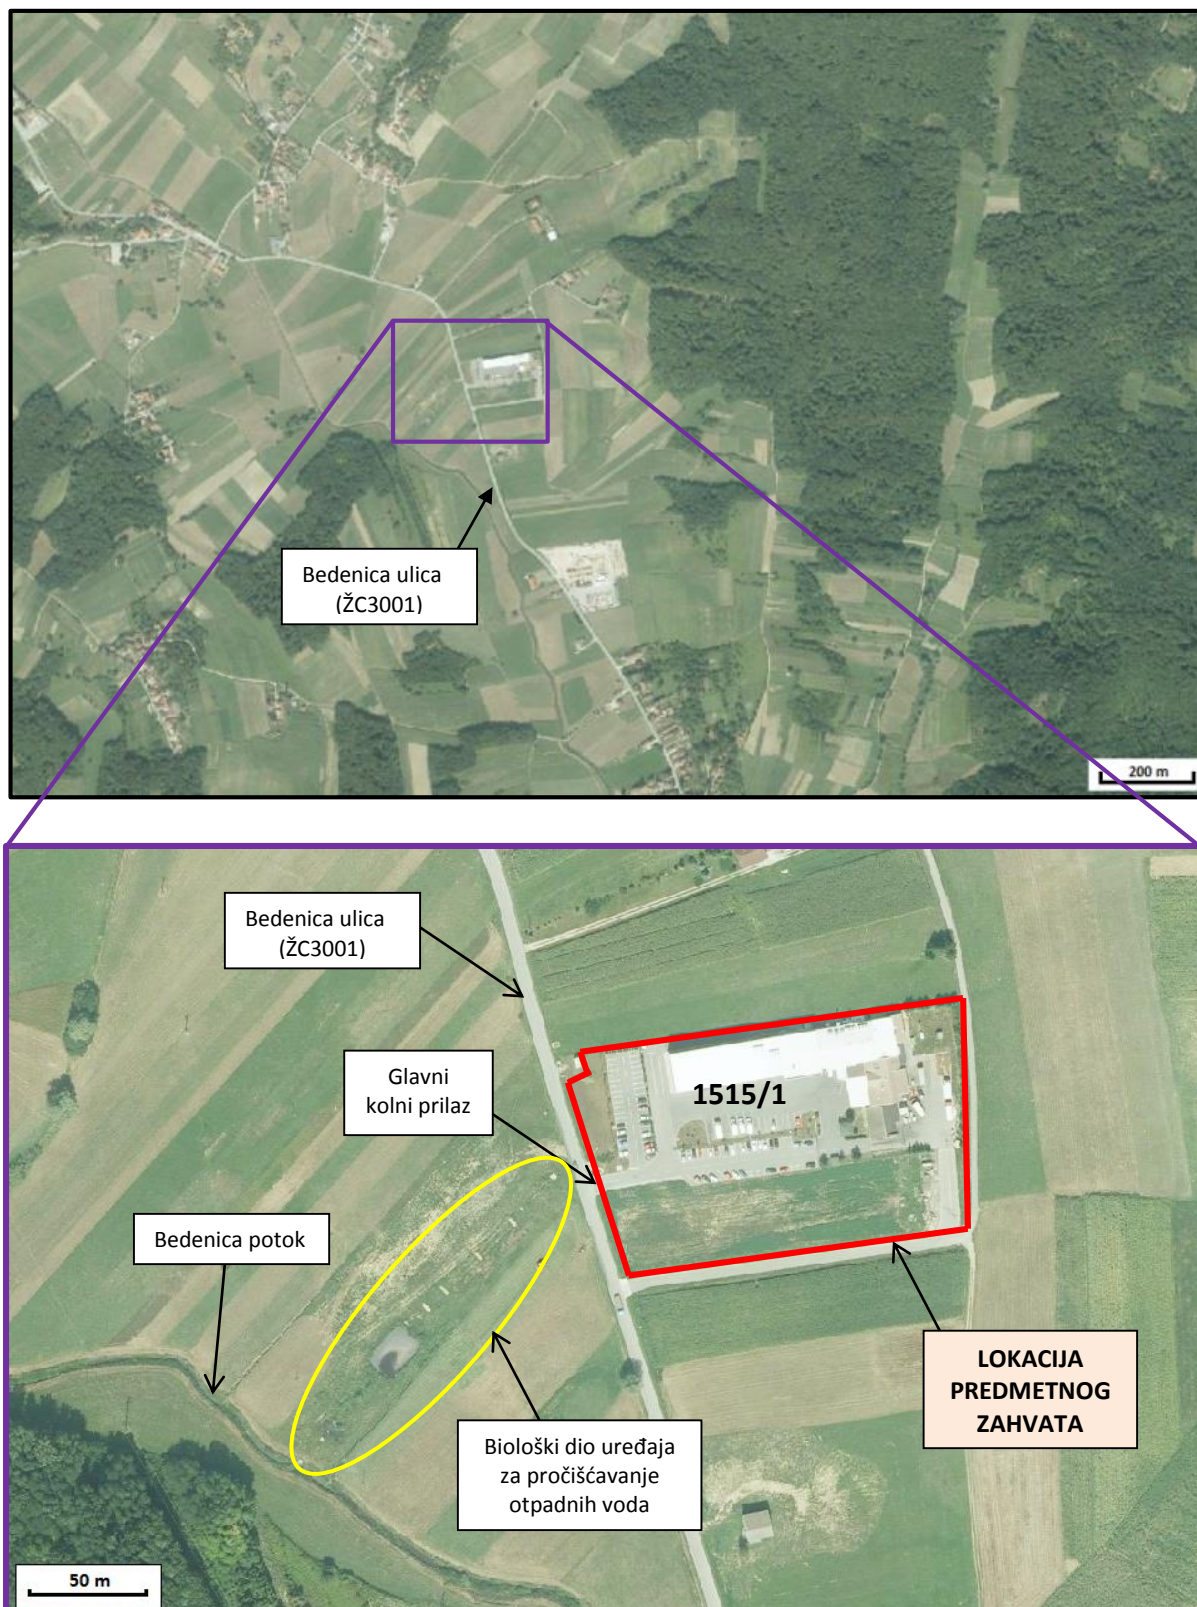 Bedenica ulica
(ŽC3001)
200 m
Bedenica ulica
(ŽC3001)
Glavni
kolni prilaz
1515/1
Bedenica potok
LOKACIJA
PREDMETNOG
ZAHVATA
Biološki dio uređaja
za pročišćavanje
otpadnih voda
50 m